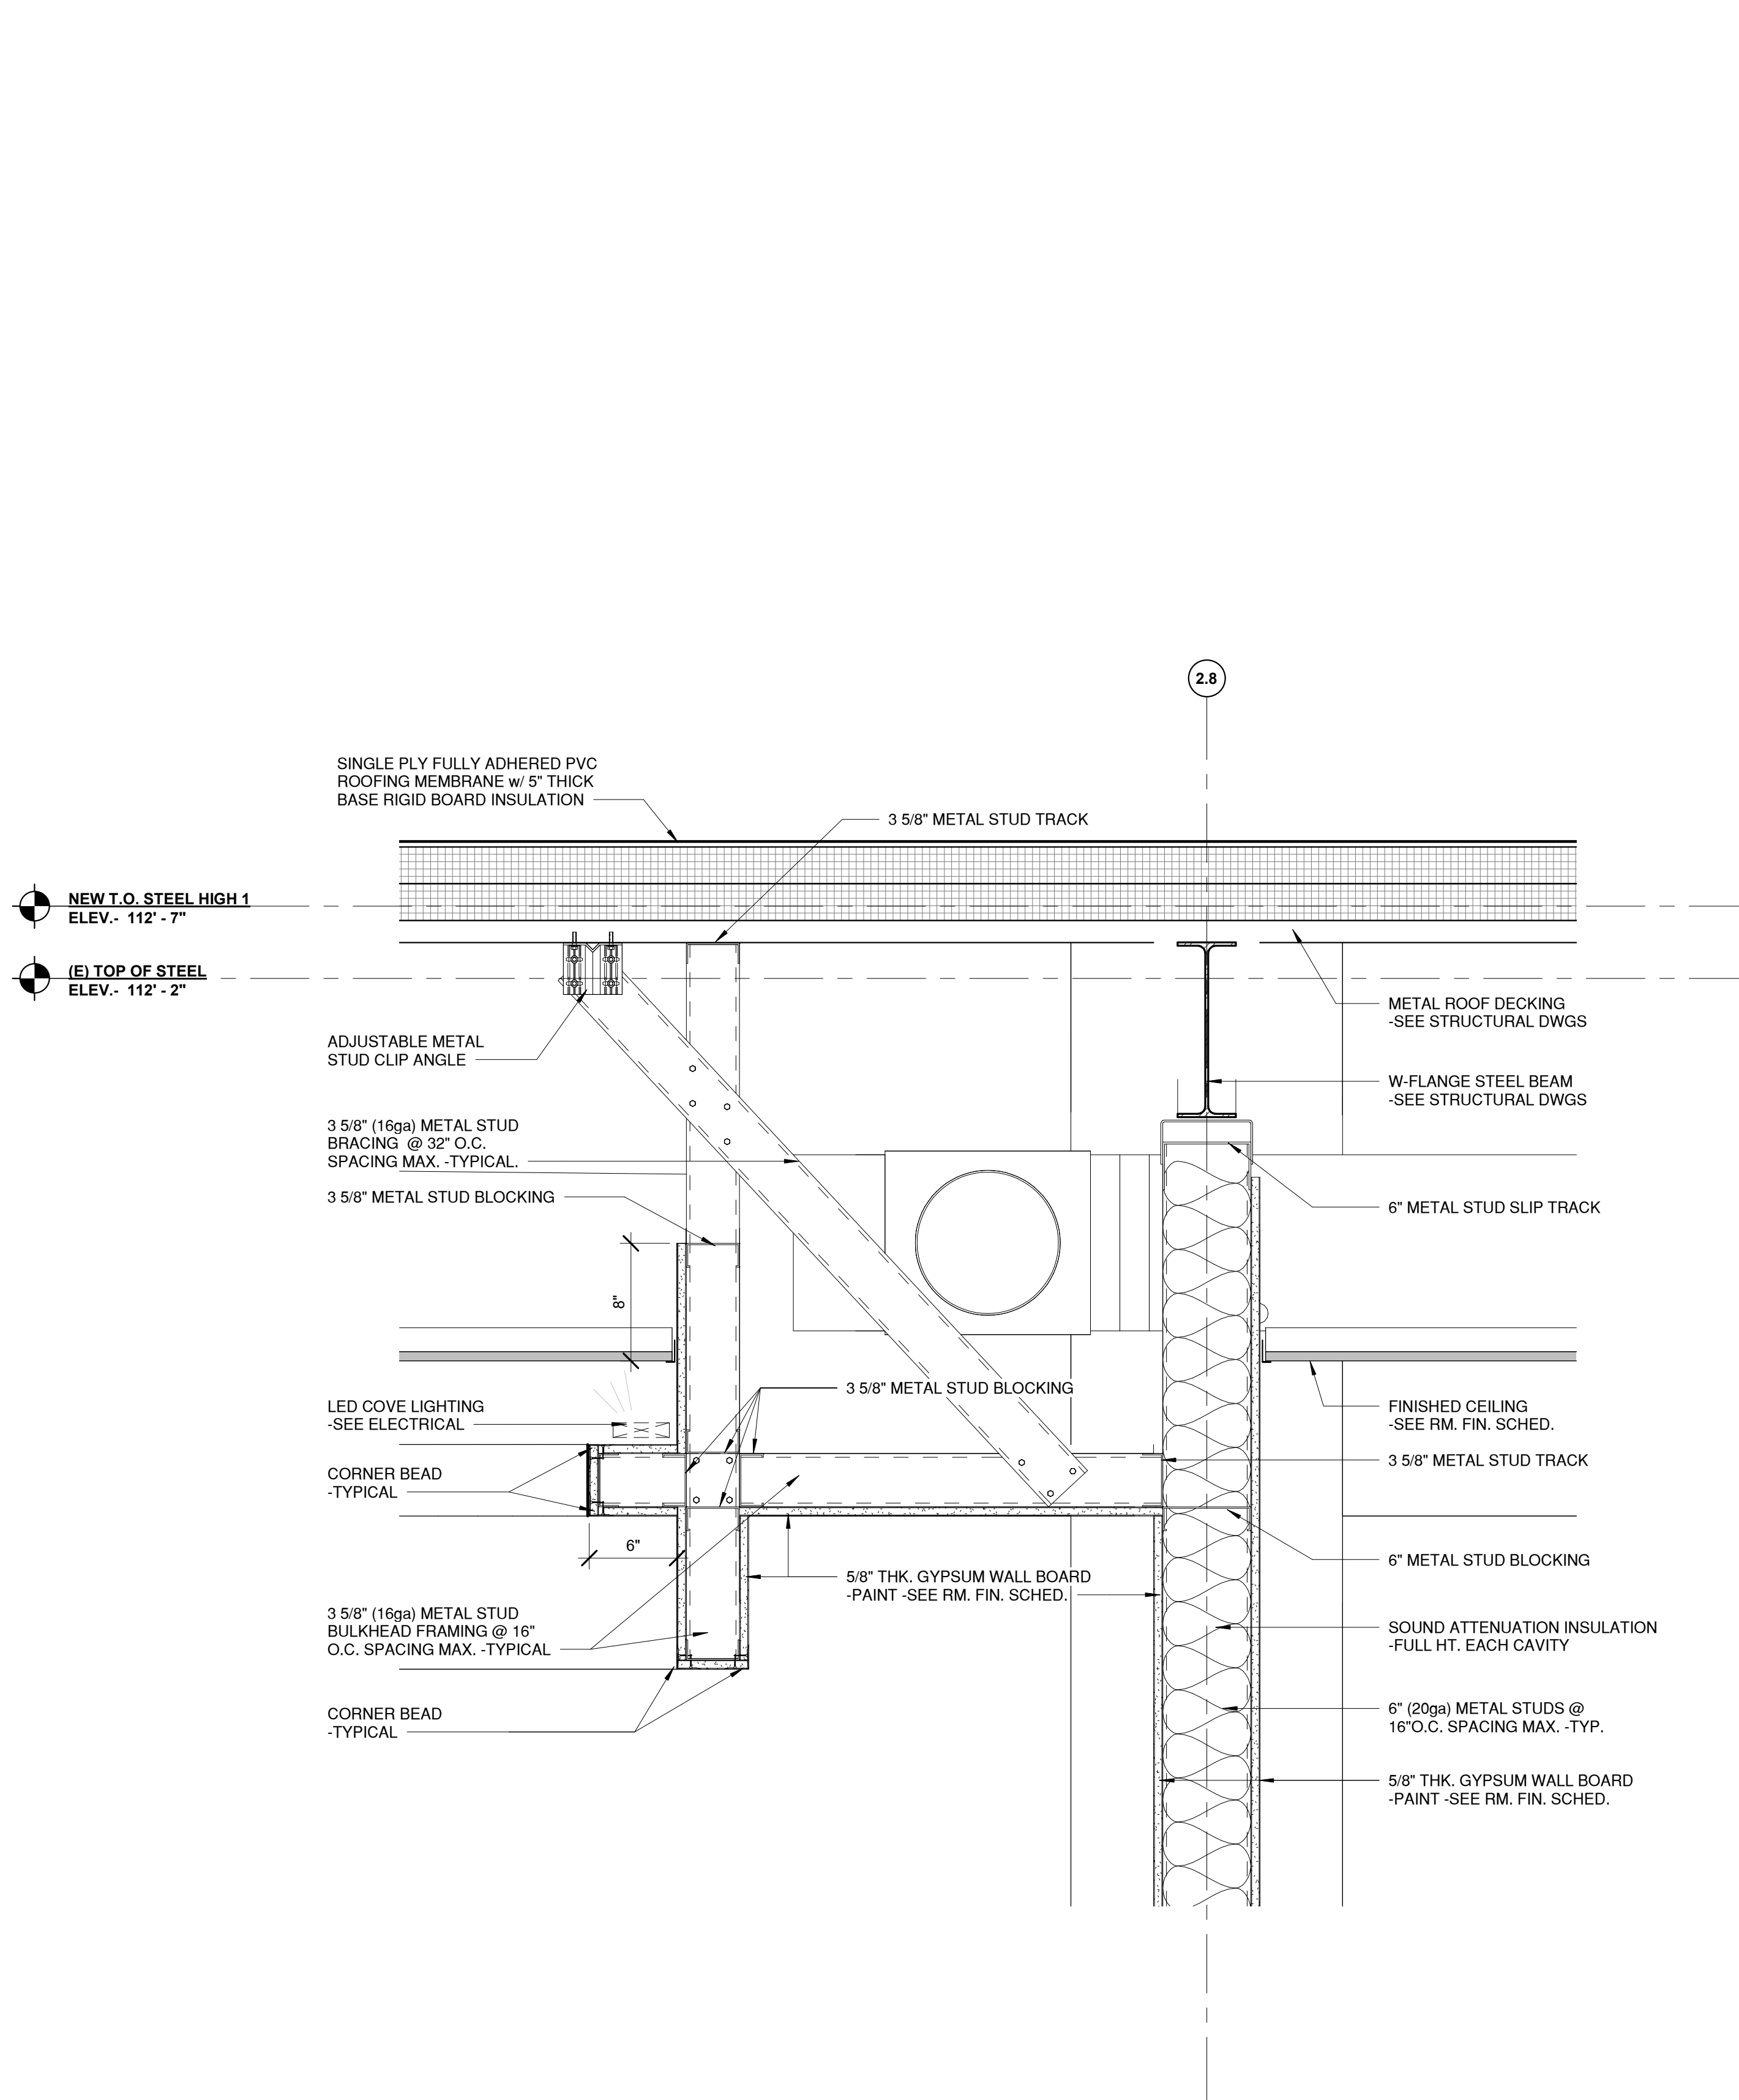 2.8
SINGLE PLY FULLY ADHERED PVC
ROOFING MEMBRANE w/ 5" THICK
BASE RIGID BOARD INSULATION
3 5/8" METAL STUD TRACK
NEW T.O. STEEL HIGH 1
ELEV.- 112' - 7"
(E) TOP OF STEEL
ELEV.- 112' - 2"
ADJUSTABLE METAL
STUD CLIP ANGLE
3 5/8" (16ga) METAL STUD
BRACING @ 32" O.C.
SPACING MAX. -TYPICAL.
3 5/8" METAL STUD BLOCKING
8"
LED COVE LIGHTING
-SEE ELECTRICAL
CORNER BEAD
-TYPICAL
6"
3 5/8" (16ga) METAL STUD
BULKHEAD FRAMING @ 16"
O.C. SPACING MAX. -TYPICAL
CORNER BEAD
-TYPICAL
3 5/8" METAL STUD BLOCKING
5/8" THK. GYPSUM WALL BOARD
-PAINT -SEE RM. FIN. SCHED.
METAL ROOF DECKING
-SEE STRUCTURAL DWGS
W-FLANGE STEEL BEAM
-SEE STRUCTURAL DWGS
6" METAL STUD SLIP TRACK
FINISHED CEILING
-SEE RM. FIN. SCHED.
3 5/8" METAL STUD TRACK
6" METAL STUD BLOCKING
SOUND ATTENUATION INSULATION
-FULL HT. EACH CAVITY
6" (20ga) METAL STUDS @
16"O.C. SPACING MAX. -TYP.
5/8" THK. GYPSUM WALL BOARD
-PAINT -SEE RM. FIN. SCHED.